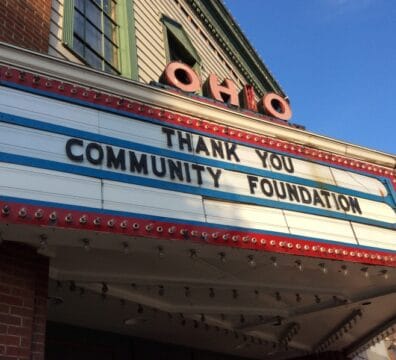 OHIO
THANK YOU
COMMUNITY FOUNDATION